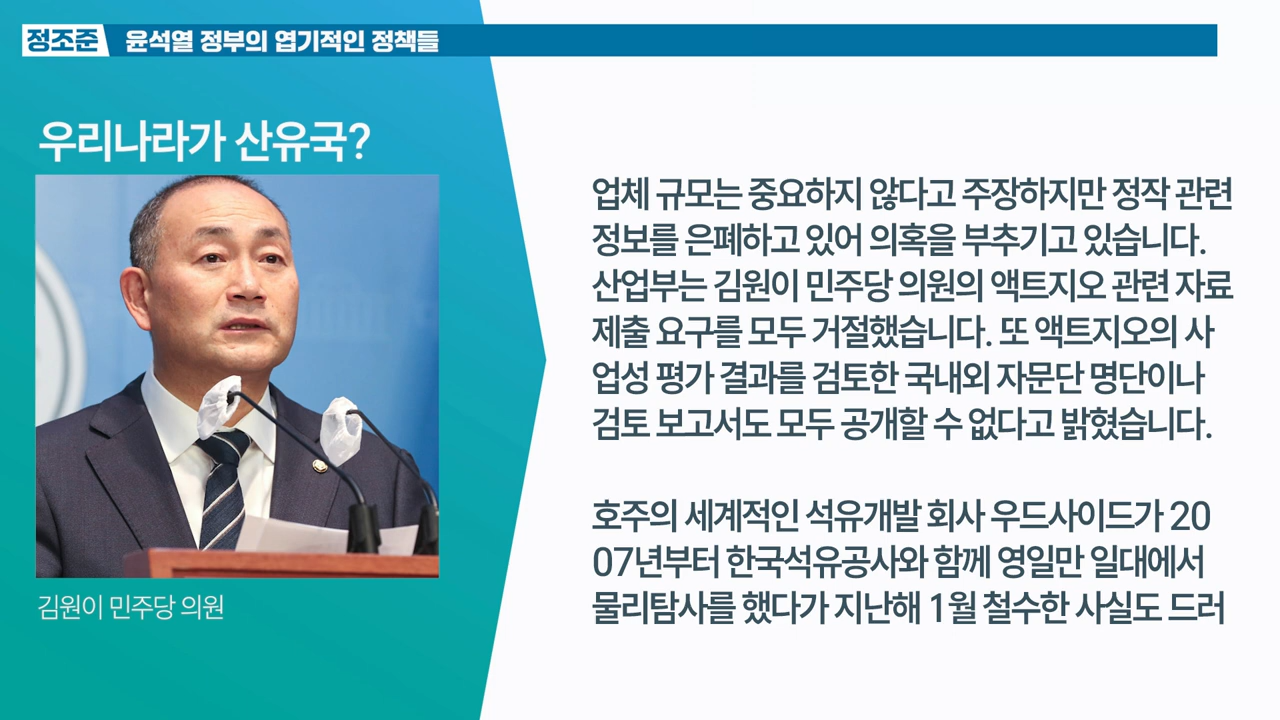 정조준 윤석열 정부의 엽기적인 정책들
우리나라가 산유국?
김원이 민주당 의원
업체 규모는 중요하지 않다고 주장하지만 정작 관련
정보를 은폐하고 있어 의혹을 부추기고 있습니다.
산업부는 김원이 민주당 의원의 액트지오 관련 자료
제출 요구를 모두 거절했습니다. 또 액트지오의 사
업성 평가 결과를 검토한 국내외 자문단 명단이나
검토 보고서도 모두 공개할 수 없다고 밝혔습니다.
호주의 세계적인 석유개발 회사 우드사이드가 20
07년부터 한국석유공사와 함께 영일만 일대에서
물리탐사를 했다가 지난해 1월 철수한 사실도 드러